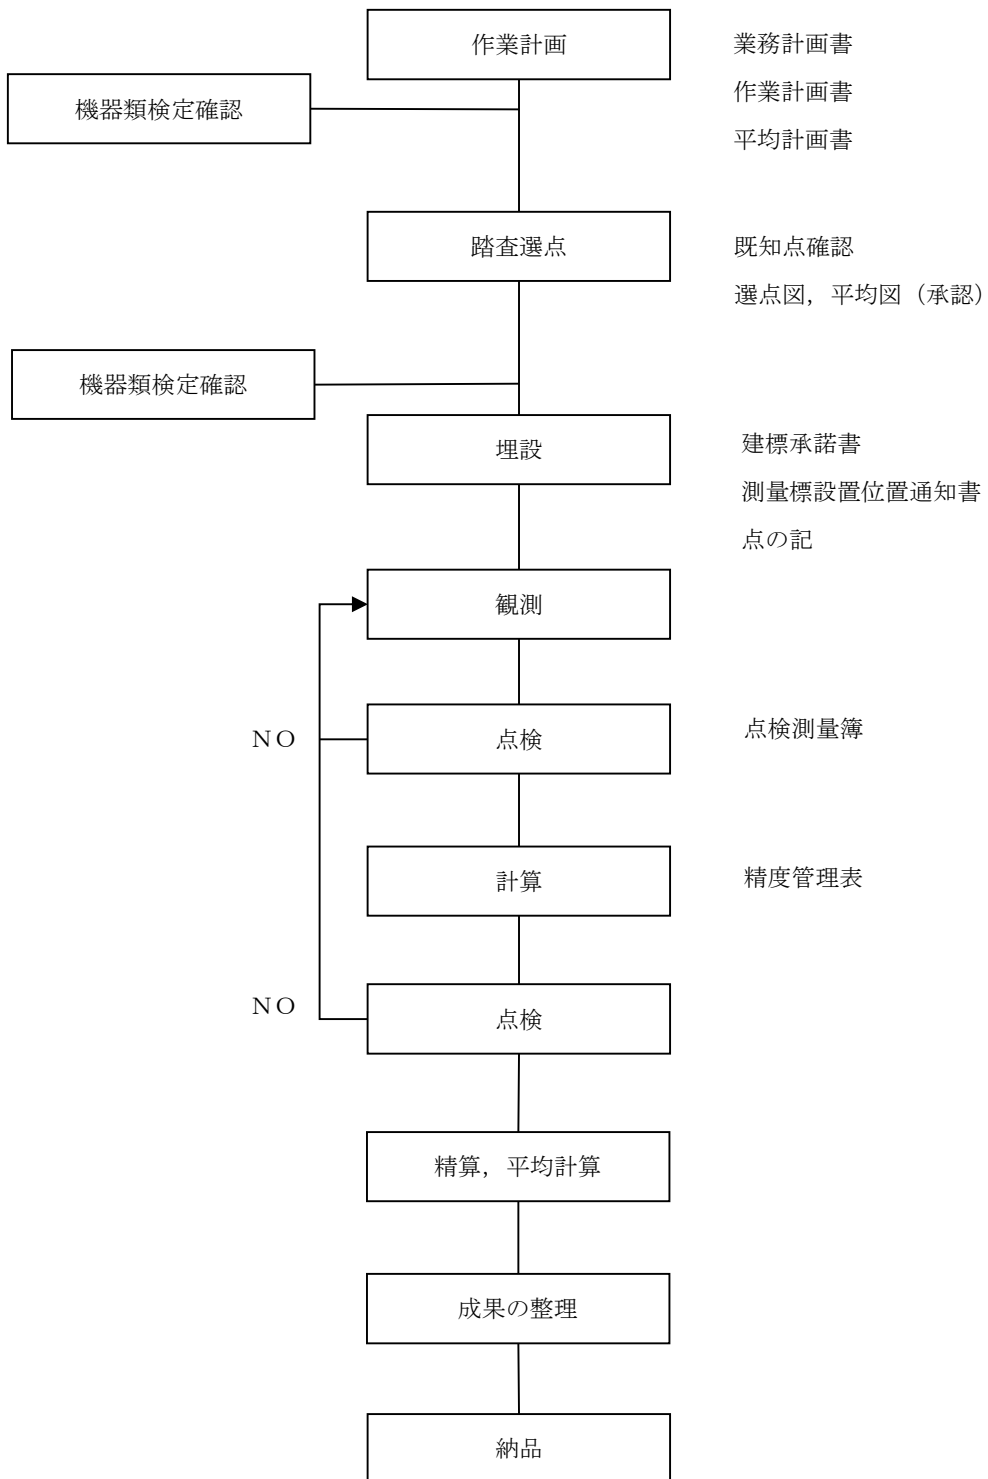 作業計画
業務計画書
機器類検定確認
作業計画書
平均計画書
踏査選点
既知点確認
選点図，平均図（承認）
機器類検定確認
埋設
建標承諾書
測量標設置位置通知書
点の記
観測
NO
点検
点検測量簿
計算
精度管理表
NO
点検
精算，平均計算
成果の整理
納品